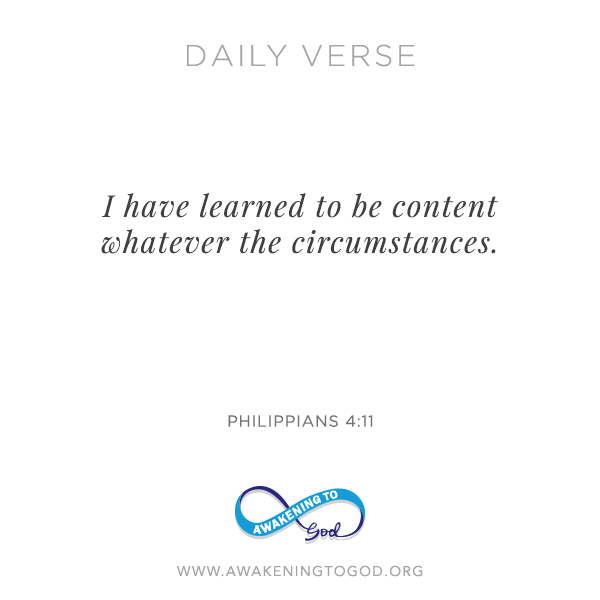 DAILY VERSE
I have learned to be content
whatever the circumstances.
PHILIPPIANS 4:11
AWAKENING TO
God
WWW.AWAKENINGTOGOD.ORG